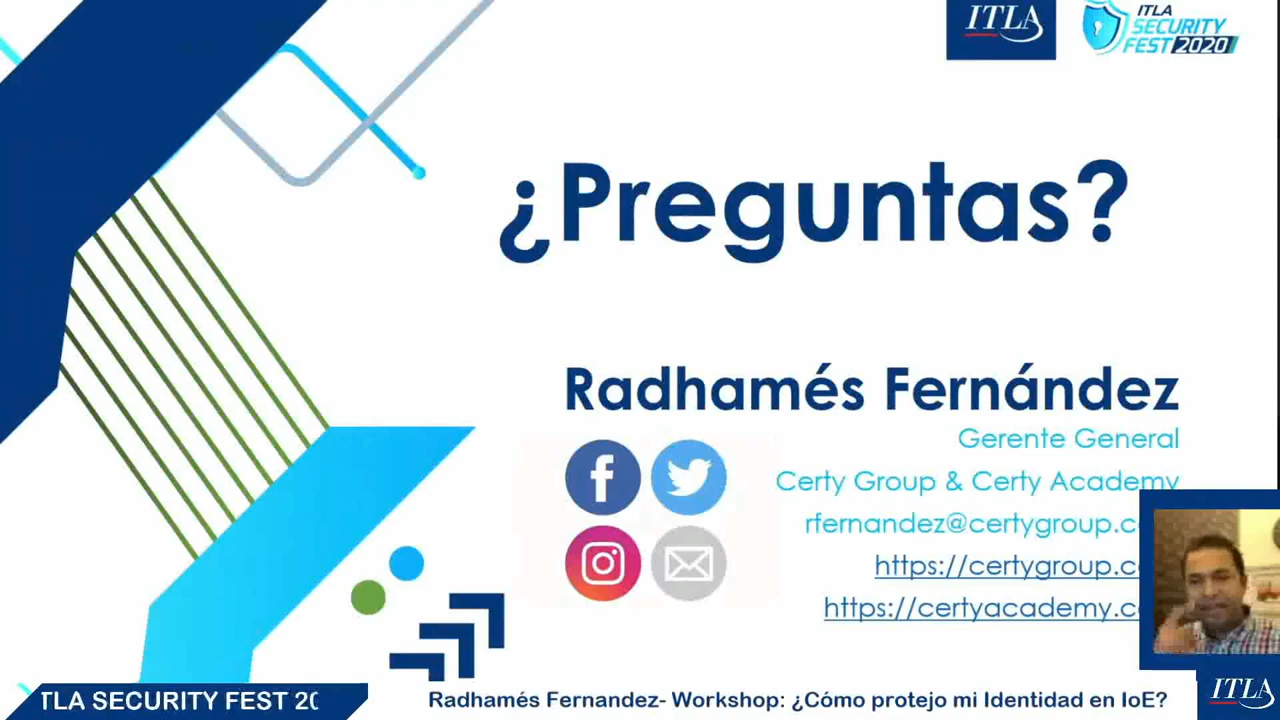 ITLA
ITLA
SECURITY
FEST 2020
¿Preguntas?
Radhamés Fernández
Gerente General
Certy Group & Certy Academy
rfernandez@certygroup.c
https://certygroup.c
https://certyacademy.c
TLA SECURITY FEST 20
Radhamés Fernandez- Workshop: ¿Cómo protejo mi Identidad en IoE?
ITLA